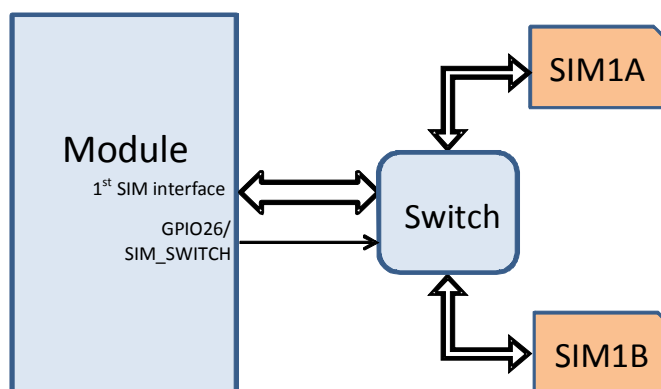 Module
1st SIM interface
GPIO26/
SIM_SWITCH
Switch
SIM1A
SIM1B